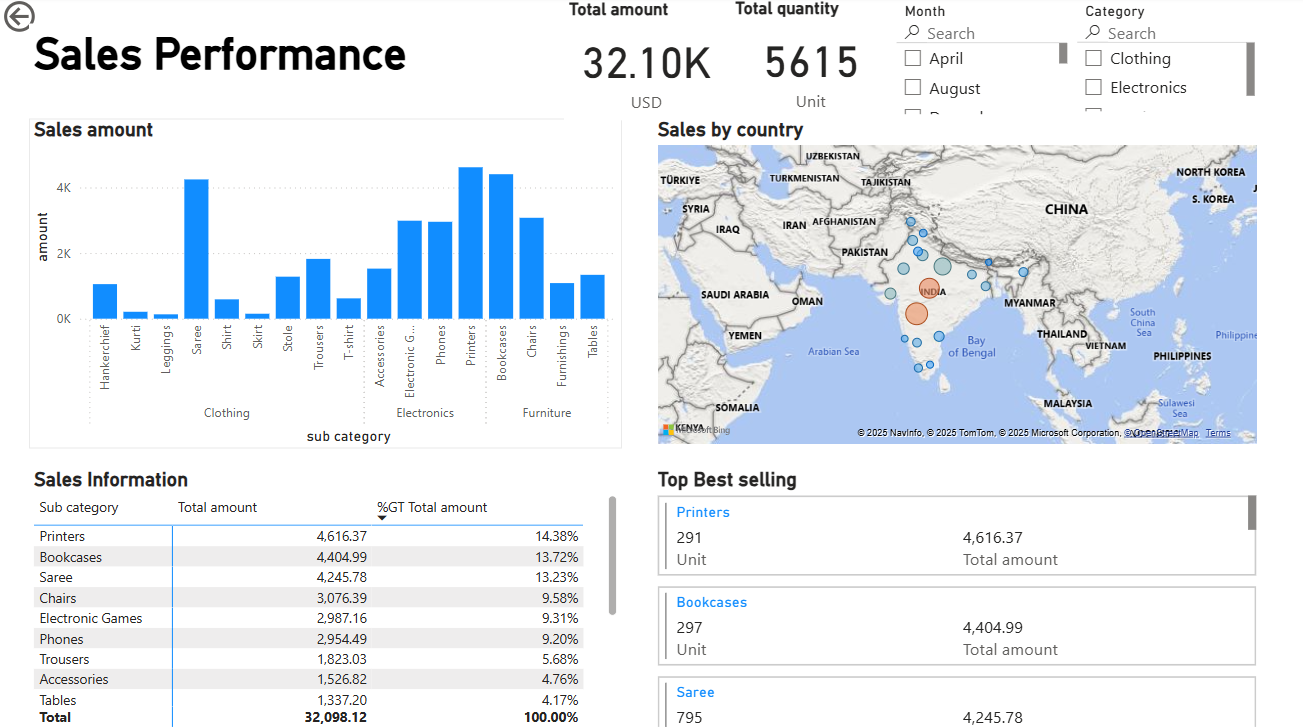 Sales Performance
Total amount
32.10K
USD
Total quantity
5615
Unit
Month
Search
April
August
Category
Search
Clothing
Electronics
Sales amount
amount
4K
2K
0K
Hankerchief
Kurti
Leggings
Saree
Shirt
Skirt
Stole
Trousers
T-shirt
Accessories
Electronic G...
Phones
Printers
Bookcases
Chairs
Furnishings
Tables
Clothing
Electronics
Furniture
sub category
Sales by country
UZBEKISTAN
NORTH KOREA
TÜRKIYE
TURKMENISTAN
TAJIKISTAN
S. KOREA
SYRIA
CHINA
IRAQ
IRAN
AFGHANISTAN
PAKISTAN
SAUDI ARABIA
OMAN
INDIA
MYANMAR
YEMEN
South
China
Sea
THAILAND
VIETNAM
Philippine
Arabian Sea
Bay
of Bengal
PHILIPPINES
SOMALIA
MALAYSIA
Sulawesi
Sea
KENYA
Microsoft Bing
© 2025 NavInfo, © 2025 TomTom, © 2025 Microsoft Corporation, © OpenStreetMap Terms
Sales Information
Sub category Total amount %GT Total amount
Printers 4,616.37 14.38%
Bookcases 4,404.99 13.72%
Saree 4,245.78 13.23%
Chairs 3,076.39 9.58%
Electronic Games 2,987.16 9.31%
Phones 2,954.49 9.20%
Trousers 1,823.03 5.68%
Accessories 1,526.82 4.76%
Tables 1,337.20 4.17%
Total 32,098.12 100.00%
Top Best selling
Printers
291 4,616.37
Unit Total amount
Bookcases
297 4,404.99
Unit Total amount
Saree
795 4,245.78